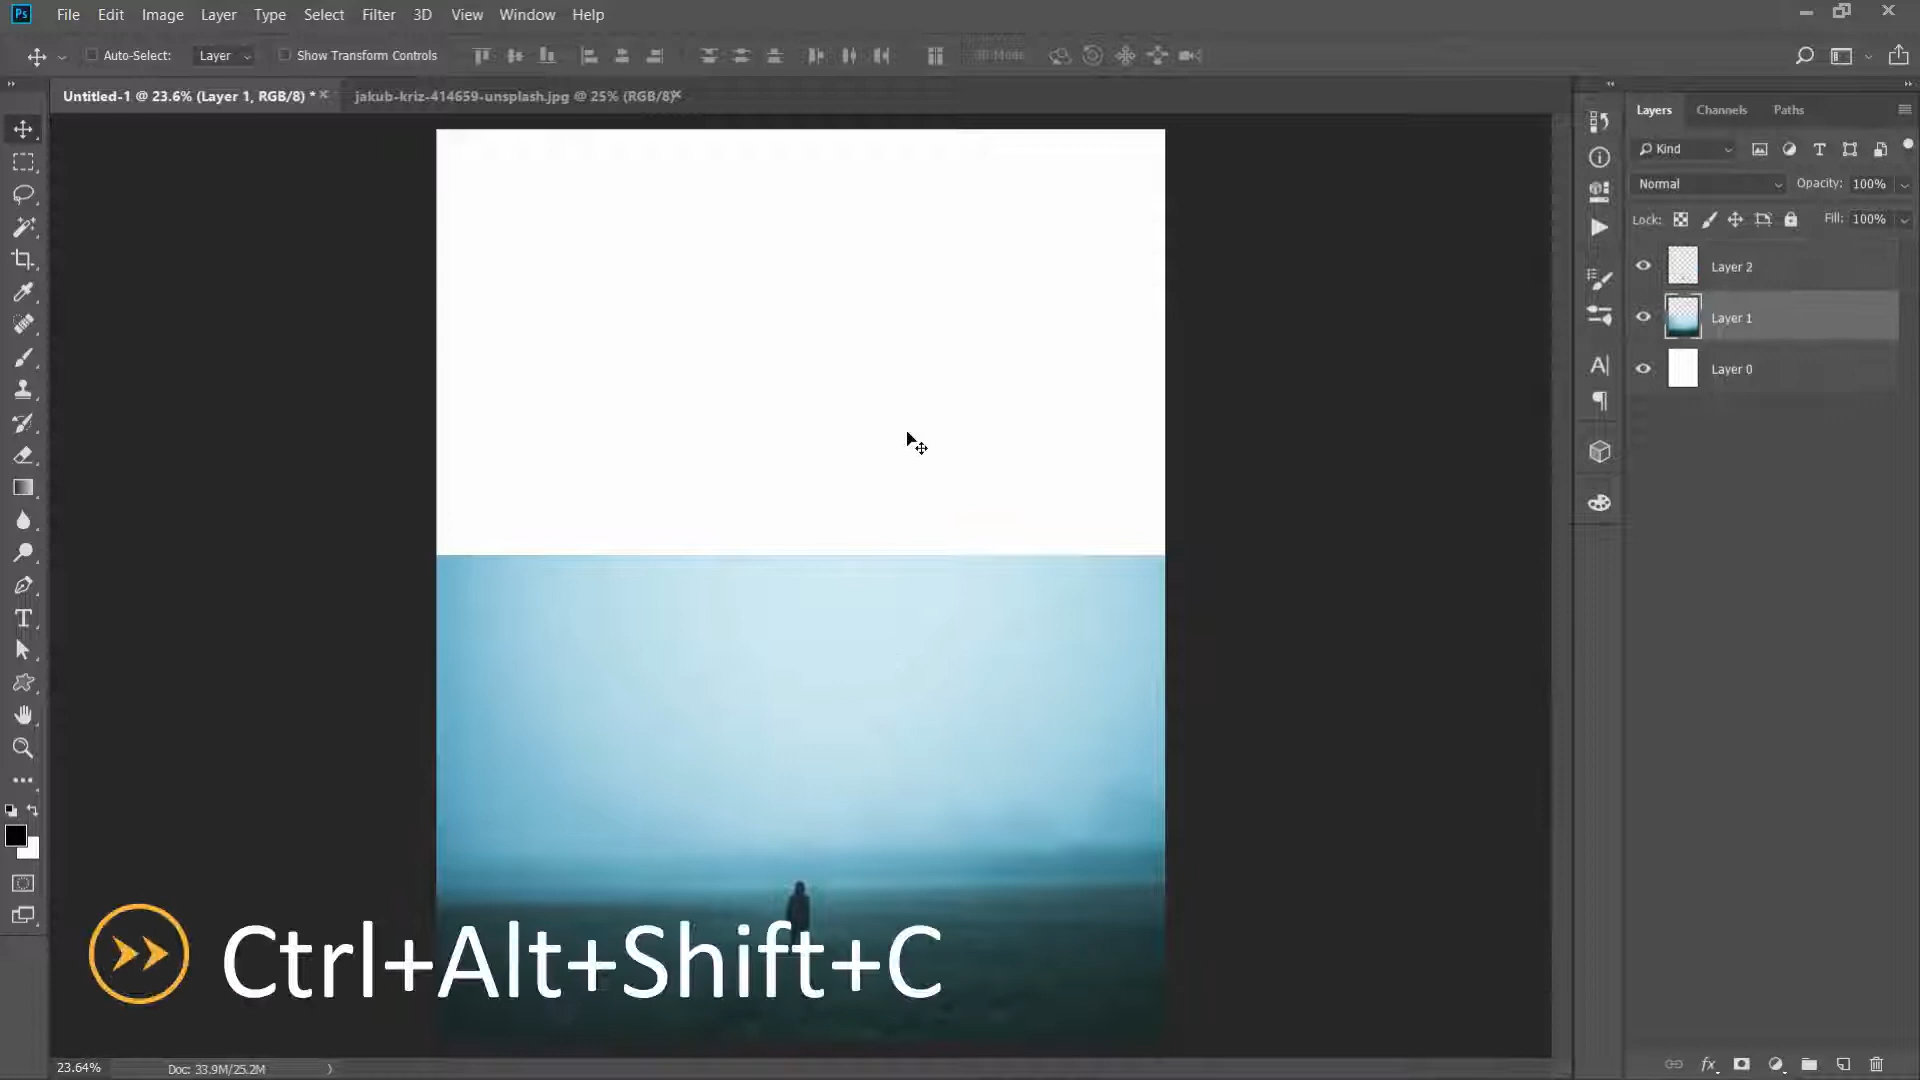 Ps File Edit Image Layer Type Select Filter 3D View Window Help
Auto-Select: Layer Show Transform Controls 3D Mode
Untitled-1 @ 23.6% (Layer 1, RGB/8) * × jakub-kriz-414659-unsplash.jpg @ 25% (RGB/8) ×
Layers Channels Paths
Kind
Normal Opacity: 100%
Lock: Fill: 100%
Layer 2
Layer 1
Layer 0
Ctrl+Alt+Shift+C
23.64% Doc: 33.9M/25.2M